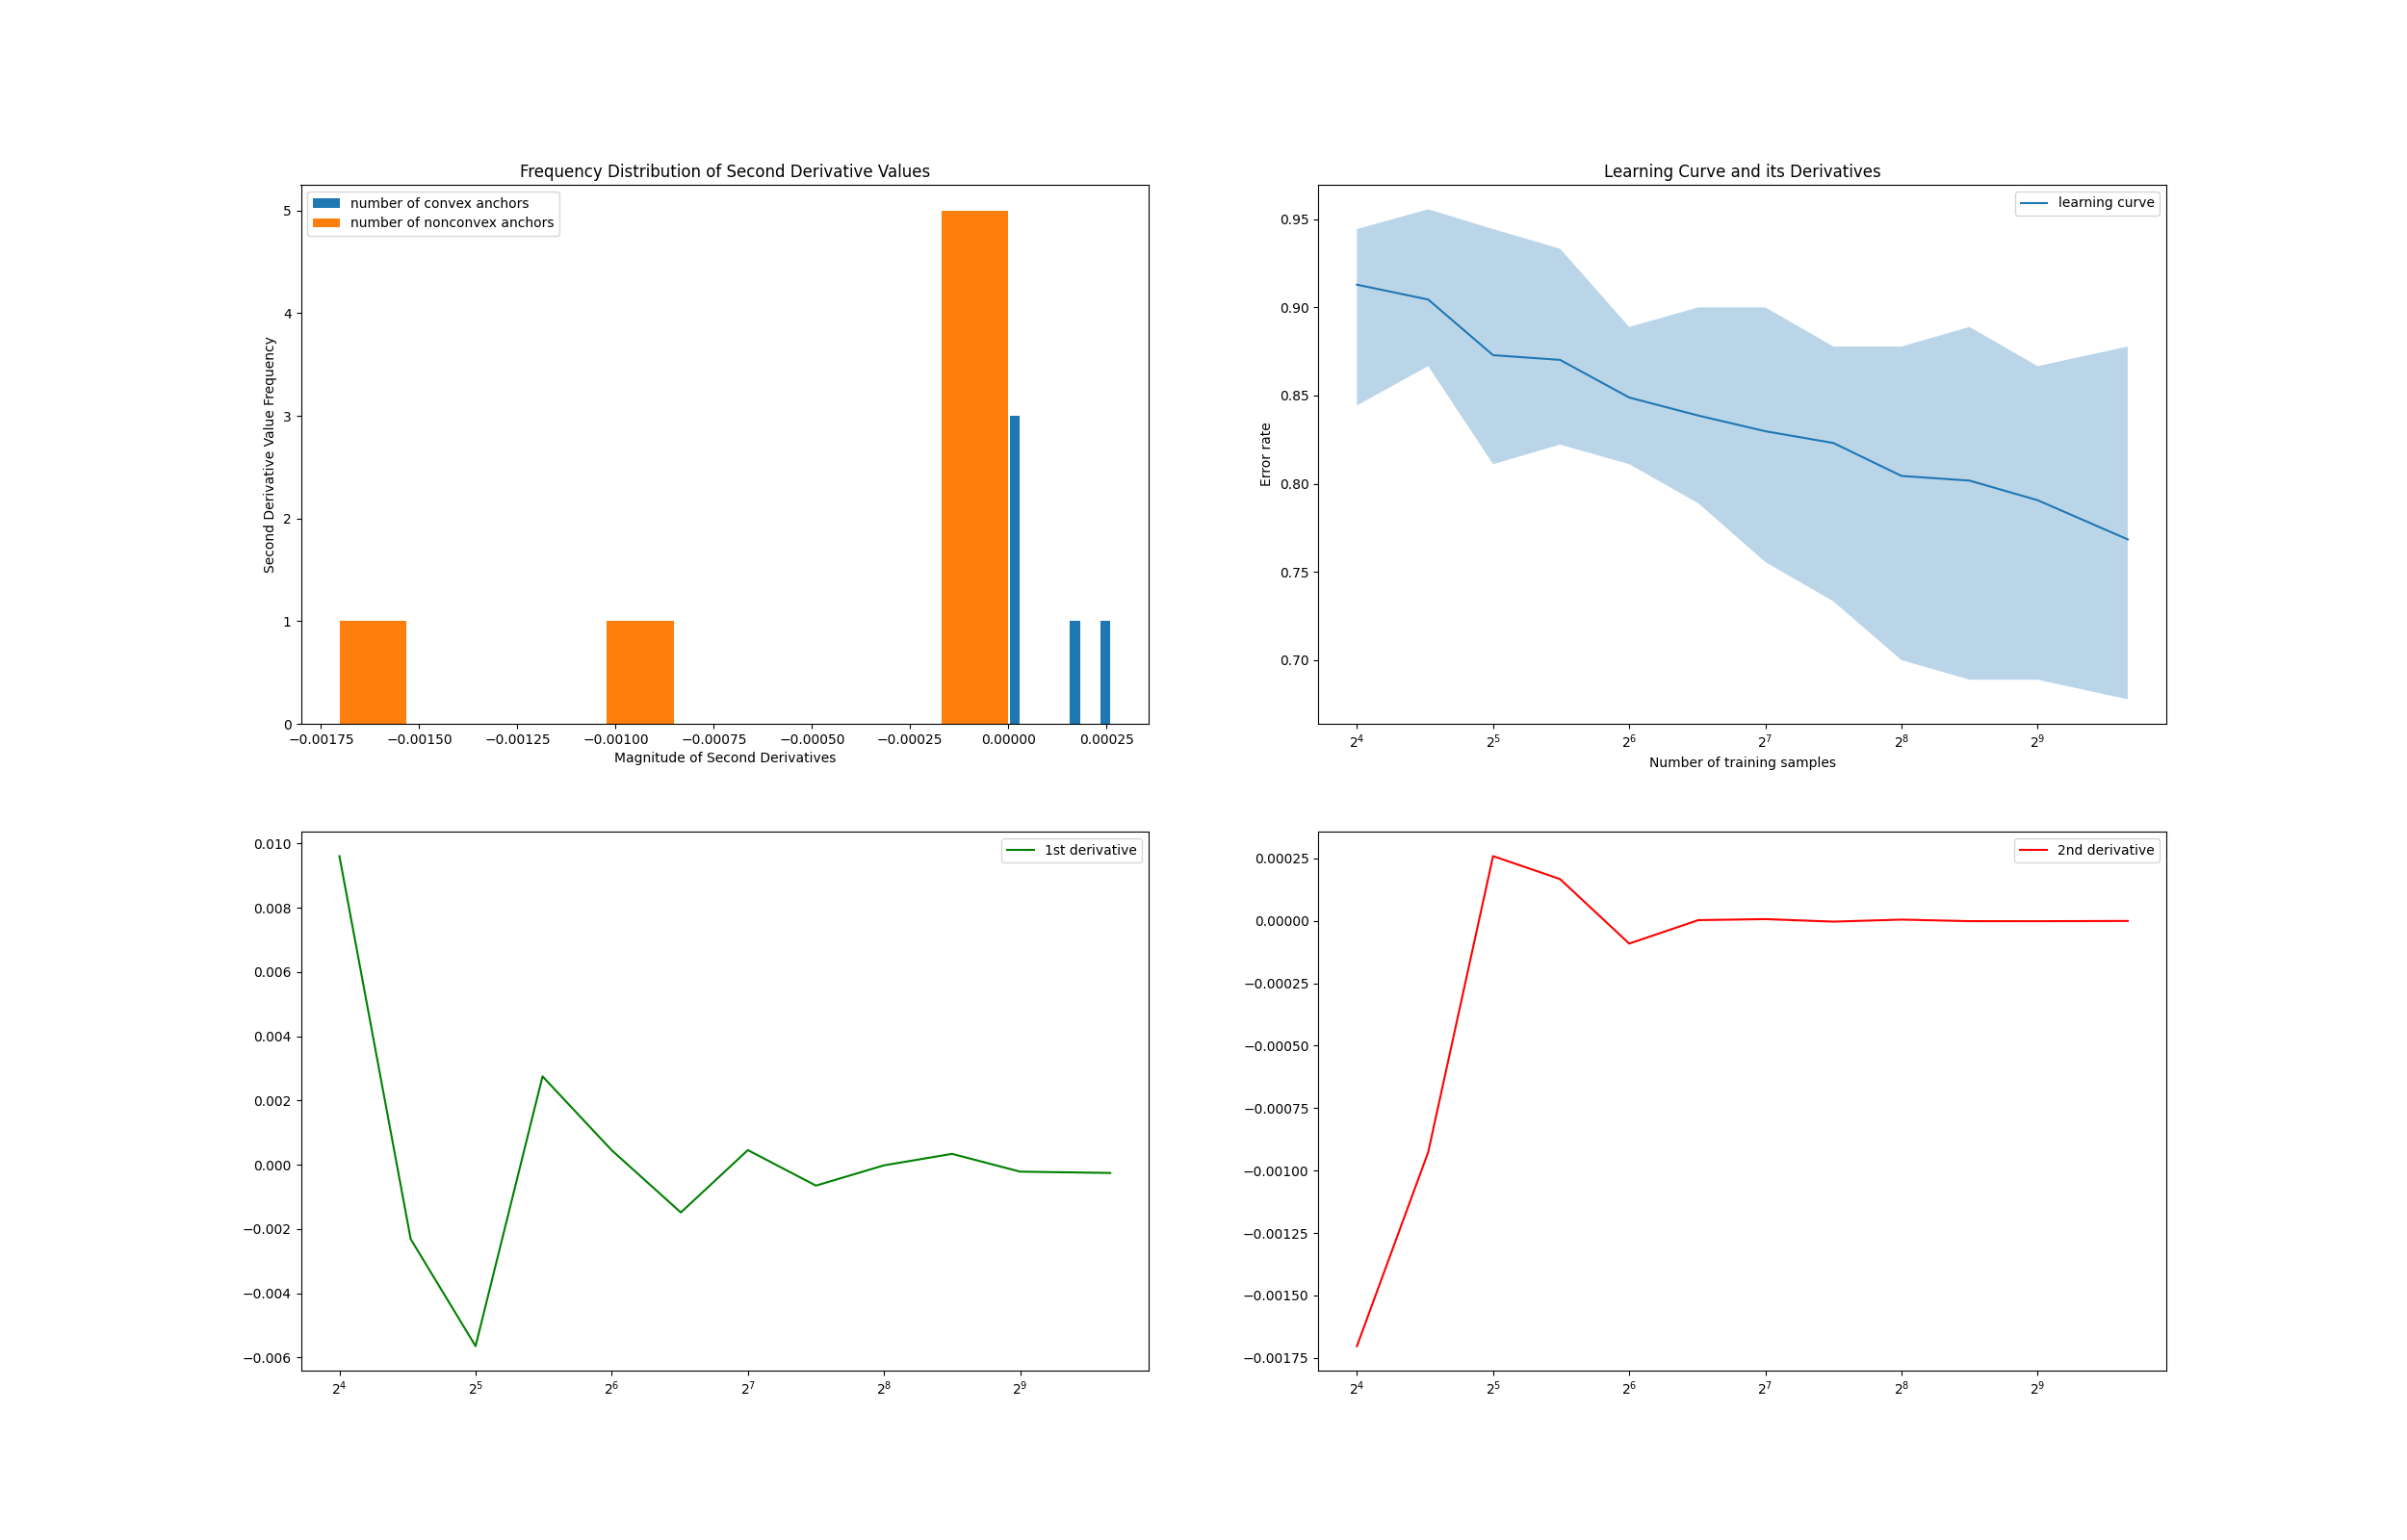 Frequency Distribution of Second Derivative Values
number of convex anchors
number of nonconvex anchors
Second Derivative Value Frequency
5
4
3
2
1
0
−0.00175 −0.00150 −0.00125 −0.00100 −0.00075 −0.00050 −0.00025 0.00000 0.00025
Magnitude of Second Derivatives
Learning Curve and its Derivatives
learning curve
Error rate
0.95
0.90
0.85
0.80
0.75
0.70
2⁴ 2⁵ 2⁶ 2⁷ 2⁸ 2⁹
Number of training samples
1st derivative
0.010
0.008
0.006
0.004
0.002
0.000
−0.002
−0.004
−0.006
2⁴ 2⁵ 2⁶ 2⁷ 2⁸ 2⁹
2nd derivative
0.00025
0.00000
−0.00025
−0.00050
−0.00075
−0.00100
−0.00125
−0.00150
−0.00175
2⁴ 2⁵ 2⁶ 2⁷ 2⁸ 2⁹